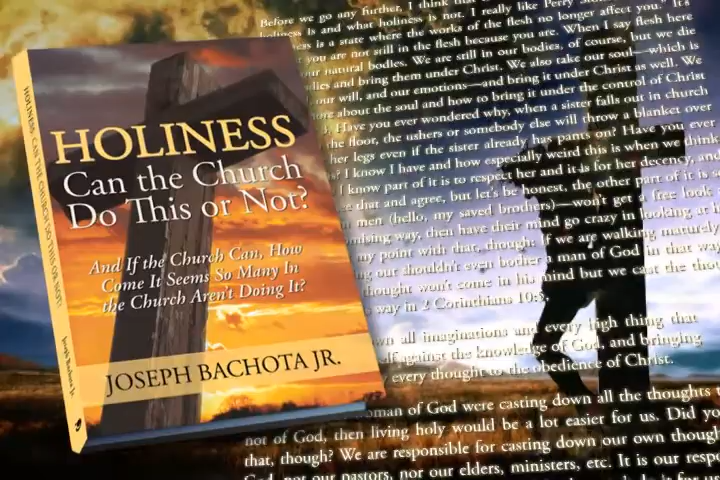 HOLINESS
Can the Church
Do This or Not?
And If the Church Can, How
Come It Seems So Many In
the Church Aren't Doing It?
JOSEPH BACHOTA JR.
HOLINESS: CAN THE CHURCH DO THIS OR NOT?
Joseph Bachota Jr.
Before we go any further, I think
holiness is and what holiness is not. I really like Perry
is a state where the works of the flesh no longer affect you." It's
you are not still in the flesh because you are. When I say flesh here
our natural bodies. We are still in our bodies, of course, but we die
and bring them under Christ. We also take our soul—which is
our will, and our emotions—and bring it under Christ as well. We
more about the soul and how to bring it under the control of Christ
Have you ever wondered why, when a sister falls out in church
the floor, the ushers or somebody else will throw a blanket over
her legs even if the sister already has pants on? Have you ever
I know I have and how especially weird this is when we think
I know part of it is to respect her and it is for her decency, and
that and agree, but let's be honest, the other part of it is so
men (hello, my saved brothers)—won't get a free look
way, then have their mind go crazy in looking at h
my point with that, though. If we are walking maturely
out shouldn't even bother a man of God in that way
thought won't come in his mind but we cast the thou
way in 2 Corinthians 10:5.
all imaginations and every high thing that
against the knowledge of God, and bringing
every thought to the obedience of Christ.
man of God were casting down all the thoughts
not of God, then living holy would be a lot easier for us. Did yo
that, though? We are responsible for casting down our own though
God, not our pastors, nor our elders, ministers, etc. It is our resp